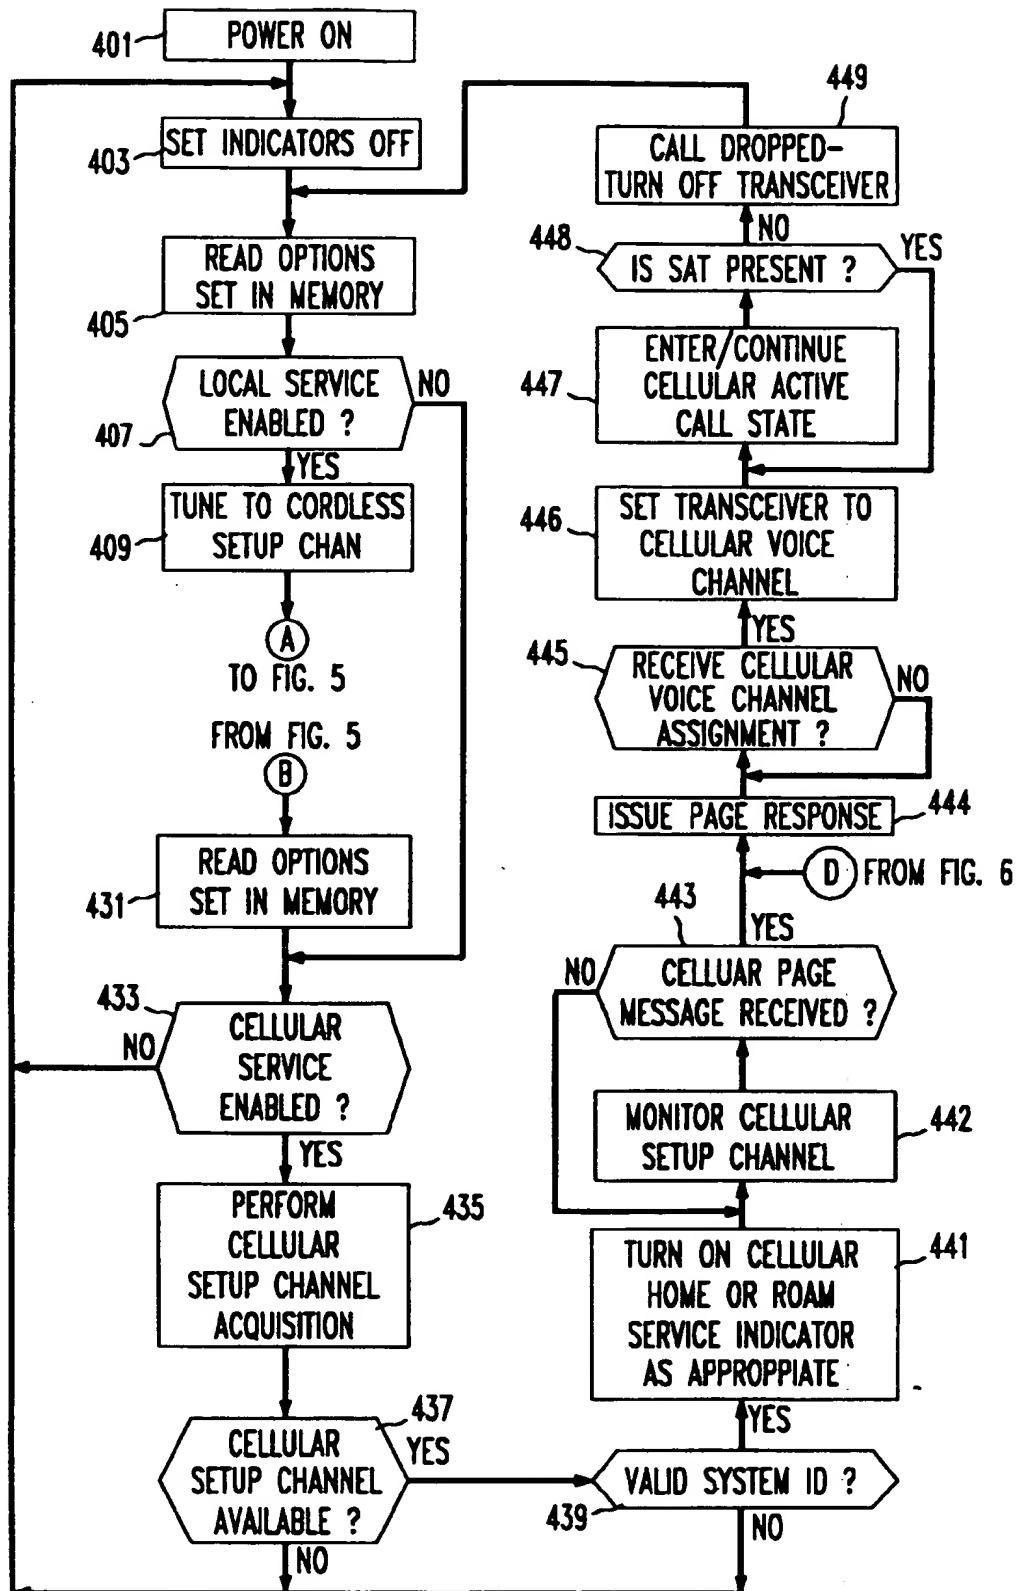 401
POWER ON
403
SET INDICATORS OFF
405
READ OPTIONS
SET IN MEMORY
407
LOCAL SERVICE
ENABLED ?
NO
YES
409
TUNE TO CORDLESS
SETUP CHAN
A
TO FIG. 5
FROM FIG. 5
B
431
READ OPTIONS
SET IN MEMORY
433
CELLULAR
SERVICE
ENABLED ?
NO
YES
435
PERFORM
CELLULAR
SETUP CHANNEL
ACQUISITION
437
CELLULAR
SETUP CHANNEL
AVAILABLE ?
YES
NO
449
CALL DROPPED-
TURN OFF TRANSCEIVER
NO
448
IS SAT PRESENT ?
YES
447
ENTER/CONTINUE
CELLULAR ACTIVE
CALL STATE
446
SET TRANSCEIVER TO
CELLULAR VOICE
CHANNEL
YES
445
RECEIVE CELLULAR
VOICE CHANNEL
ASSIGNMENT ?
NO
ISSUE PAGE RESPONSE
444
D
FROM FIG. 6
443
YES
NO
CELLUAR PAGE
MESSAGE RECEIVED ?
MONITOR CELLULAR
SETUP CHANNEL
442
TURN ON CELLULAR
HOME OR ROAM
SERVICE INDICATOR
AS APPROPPIATE
441
YES
VALID SYSTEM ID ?
439
NO